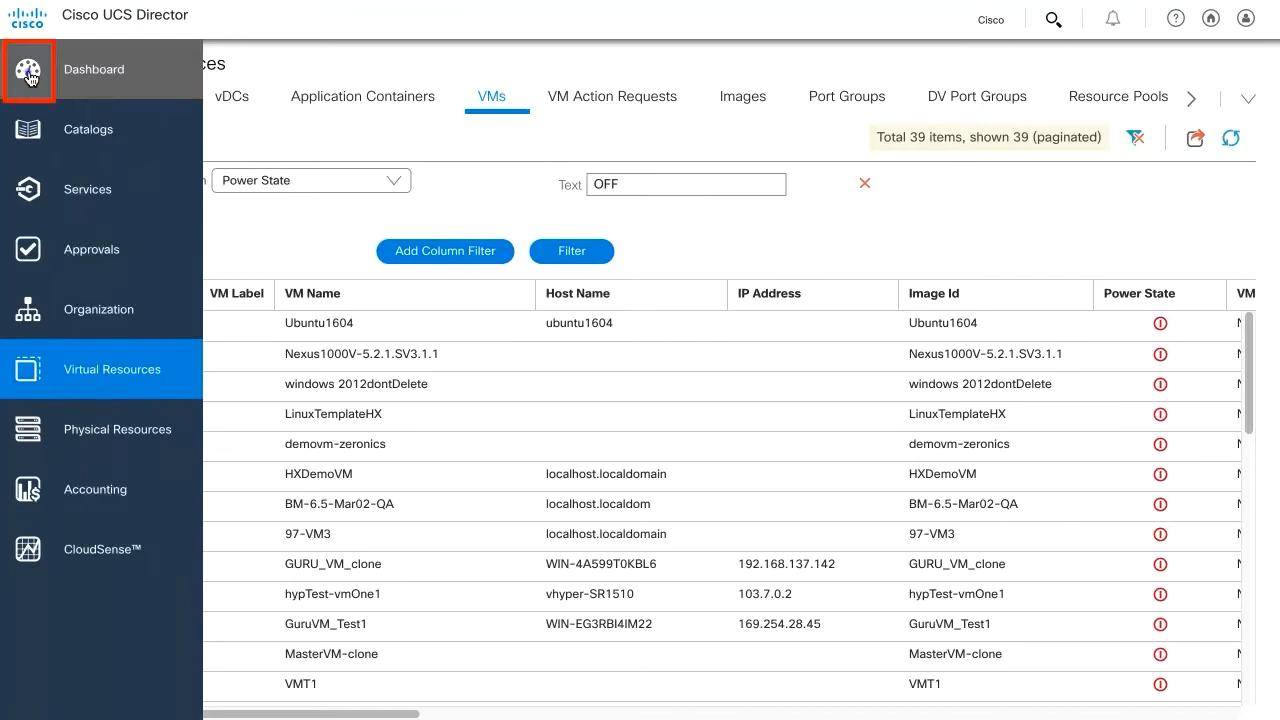 CISCO
Cisco UCS Director
Cisco
Dashboard
Catalogs
Services
Approvals
Organization
Virtual Resources
Physical Resources
Accounting
CloudSense™
ces
vDCs Application Containers VMs VM Action Requests Images Port Groups DV Port Groups Resource Pools
Total 39 items, shown 39 (paginated)
n Power State Text OFF
Add Column Filter Filter
VM Label VM Name Host Name IP Address Image Id Power State VM
Ubuntu1604 ubuntu1604 Ubuntu1604
Nexus1000V-5.2.1.SV3.1.1 Nexus1000V-5.2.1.SV3.1.1
windows 2012dontDelete windows 2012dontDelete
LinuxTemplateHX LinuxTemplateHX
demovm-zeronics demovm-zeronics
HXDemoVM localhost.localdomain HXDemoVM
BM-6.5-Mar02-QA localhost.localdom BM-6.5-Mar02-QA
97-VM3 localhost.localdomain 97-VM3
GURU_VM_clone WIN-4A599T0KBL6 192.168.137.142 GURU_VM_clone
hypTest-vmOne1 vhyper-SR1510 103.7.0.2 hypTest-vmOne1
GuruVM_Test1 WIN-EG3RBI4IM22 169.254.28.45 GuruVM_Test1
MasterVM-clone MasterVM-clone
VMT1 VMT1